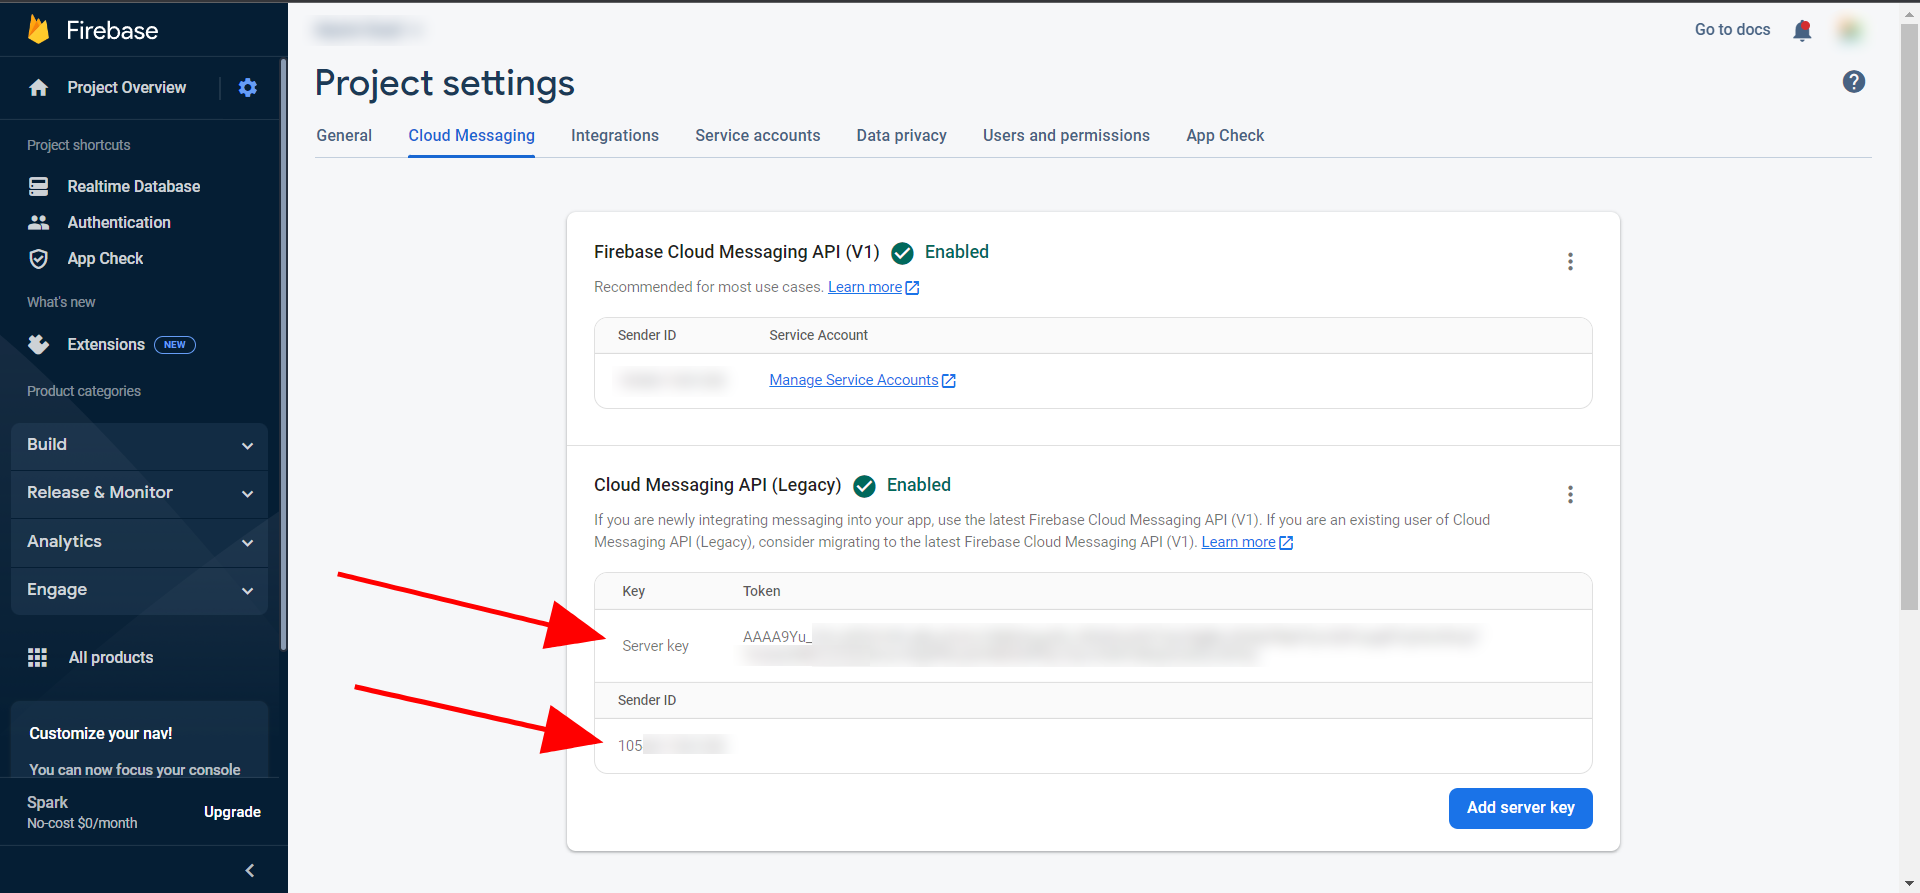 Firebase
Go to docs
Project Overview
Project settings
General Cloud Messaging Integrations Service accounts Data privacy Users and permissions App Check
Project shortcuts
Realtime Database
Authentication
App Check
What's new
Extensions NEW
Product categories
Build
Release & Monitor
Analytics
Engage
All products
Customize your nav!
You can now focus your console
Spark
No-cost $0/month
Upgrade
Firebase Cloud Messaging API (V1) Enabled
Recommended for most use cases. Learn more
Sender ID Service Account
Manage Service Accounts
Cloud Messaging API (Legacy) Enabled
If you are newly integrating messaging into your app, use the latest Firebase Cloud Messaging API (V1). If you are an existing user of Cloud
Messaging API (Legacy), consider migrating to the latest Firebase Cloud Messaging API (V1). Learn more
Key Token
Server key AAAA9Yu_
Sender ID
105
Add server key